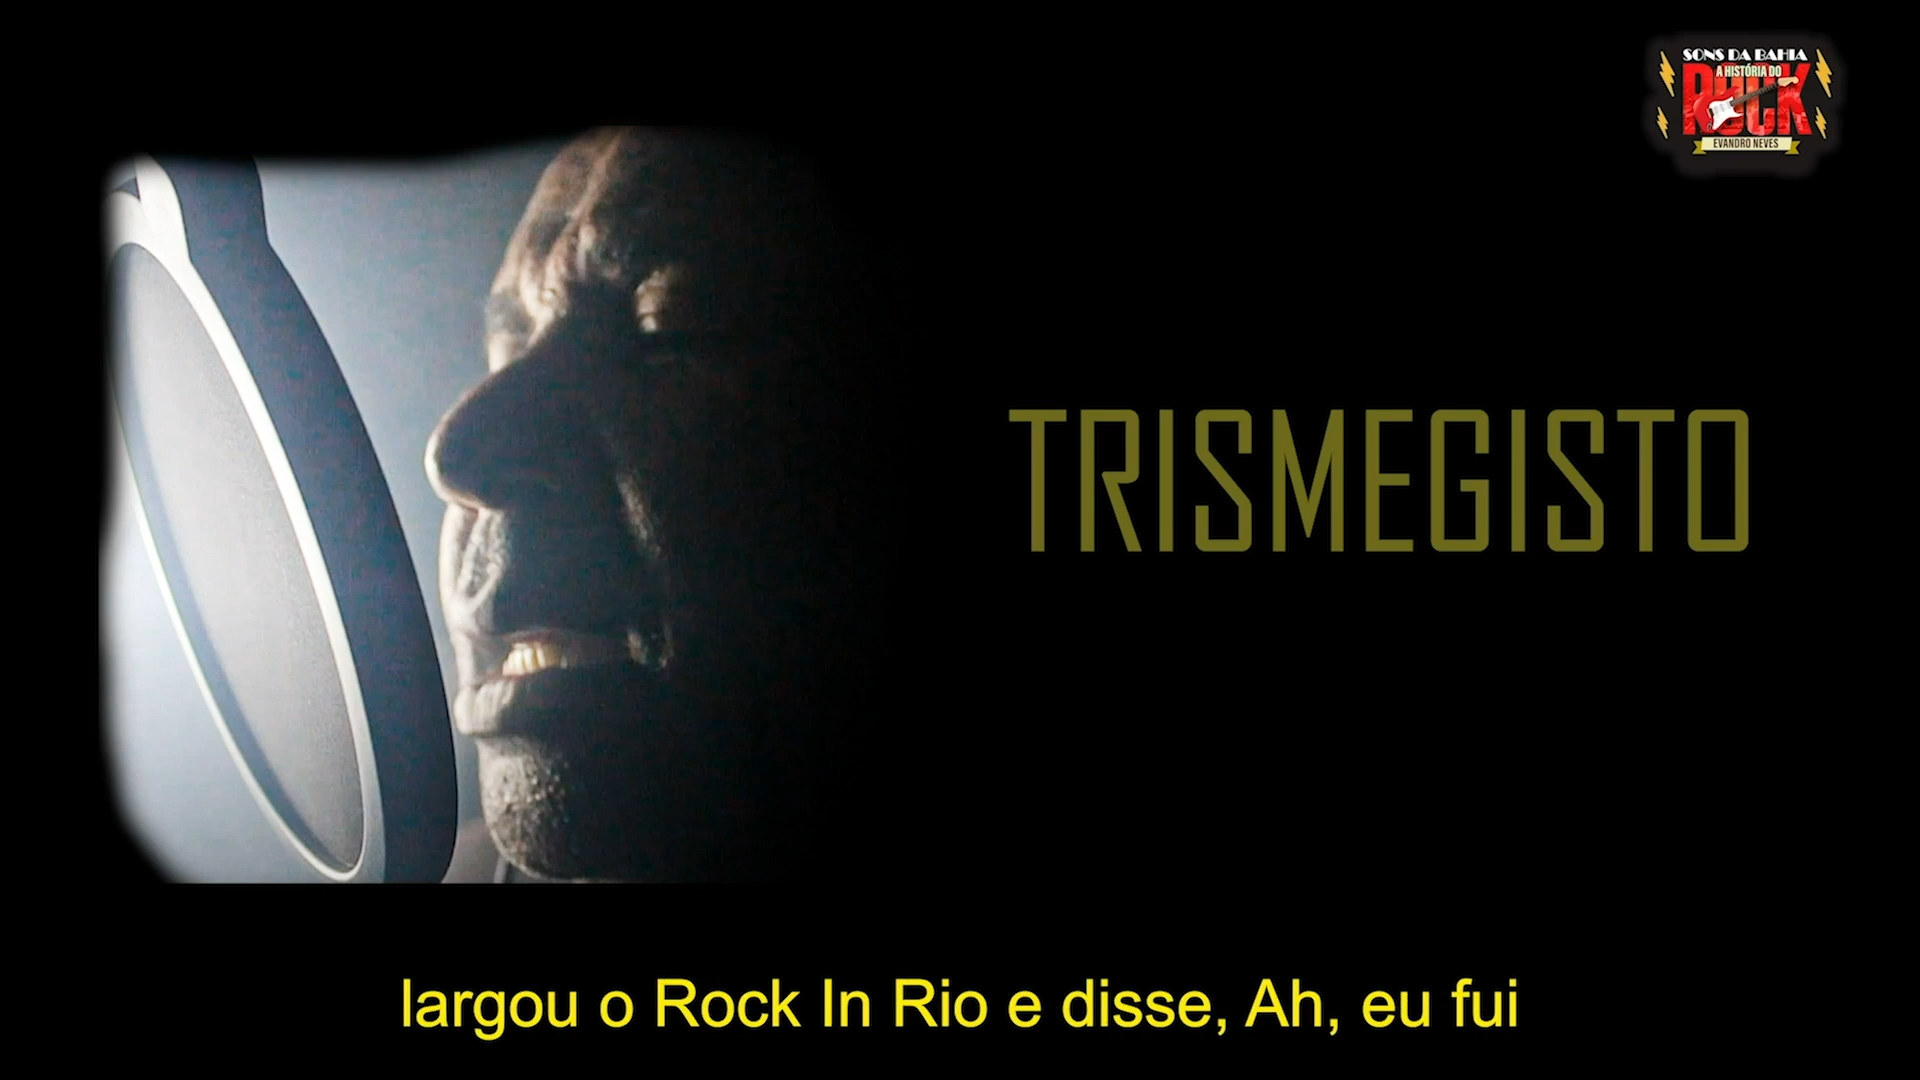 SONS DA BAHIA
A HISTÓRIA DO
ROCK
EVANDRO NEVES
TRISMEGISTO
largou o Rock In Rio e disse, Ah, eu fui